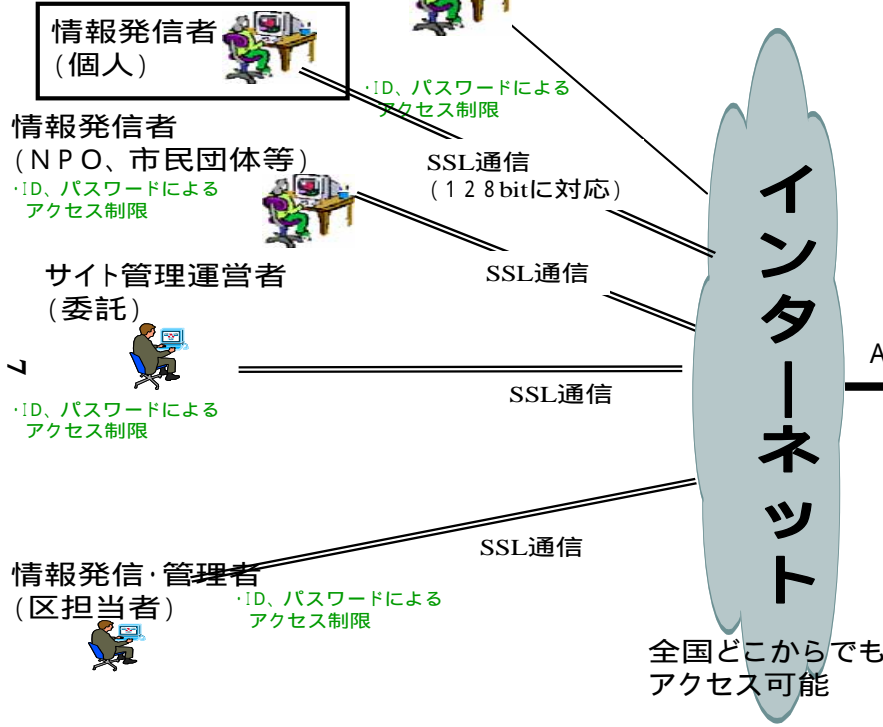 情報発信者
(個人)
・ID、パスワードによる
アクセス制限
情報発信者
(NPO、市民団体等)
・ID、パスワードによる
アクセス制限
SSL通信
(128bitに対応)
サイト管理運営者
(委託)
SSL通信
7
・ID、パスワードによる
アクセス制限
SSL通信
A
インターネット
SSL通信
情報発信・管理者
(区担当者)
・ID、パスワードによる
アクセス制限
全国どこからでも
アクセス可能